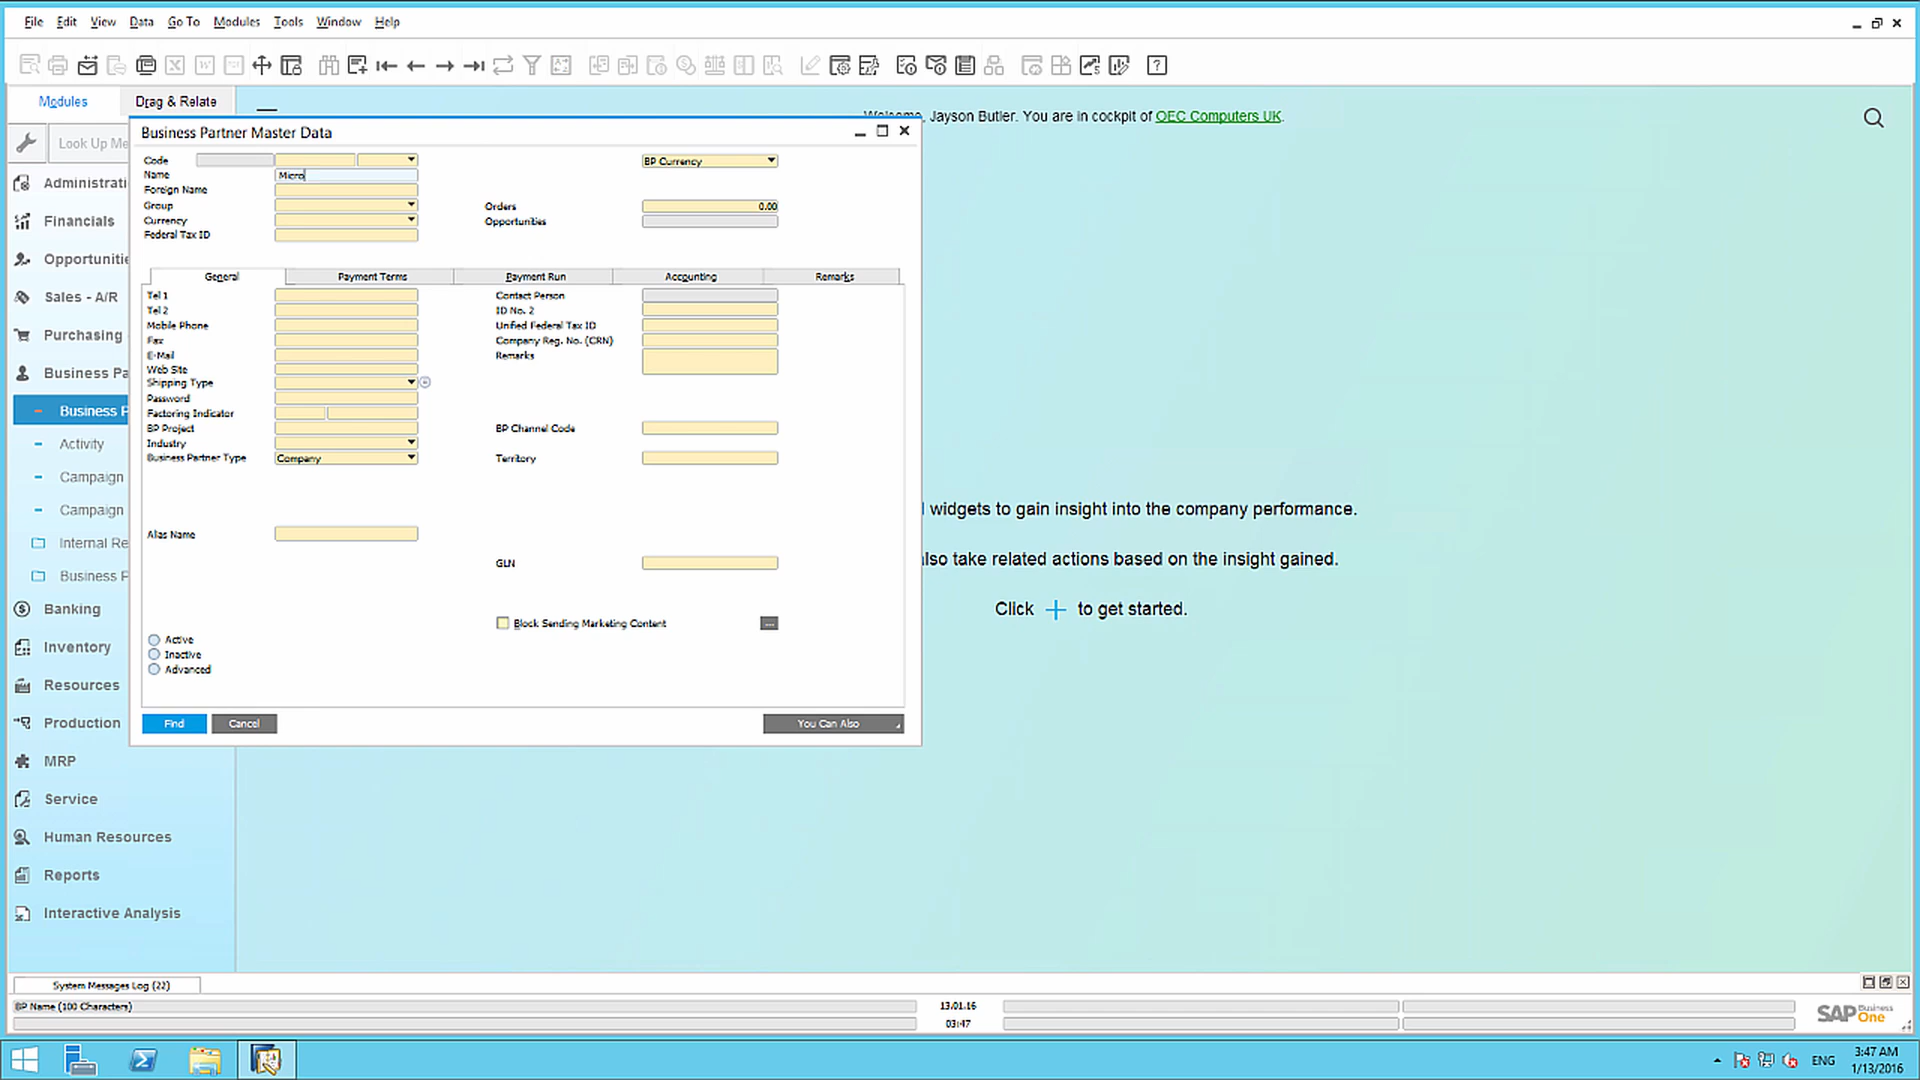 File Edit View Data Go To Modules Tools Window Help
Modules Drag & Relate
Welcome, Jayson Butler. You are in cockpit of OEC Computers UK.
Look Up Me
Administrati
Financials
Opportunitie
Sales - A/R
Purchasing
Business Pa
Business P
Activity
Campaign
Campaign
Internal Re
Business P
Banking
Inventory
Resources
Production
MRP
Service
Human Resources
Reports
Interactive Analysis
Business Partner Master Data
Code
BP Currency
Name Micro
Foreign Name
Group
Orders 0.00
Currency
Opportunities
Federal Tax ID
General Payment Terms Payment Run Accounting Remarks
Tel 1 Contact Person
Tel 2 ID No. 2
Mobile Phone Unified Federal Tax ID
Fax Company Reg. No. (CRN)
E-Mail Remarks
Web Site
Shipping Type
Password
Factoring Indicator
BP Project BP Channel Code
Industry
Business Partner Type Company Territory
Alias Name
GLN
Block Sending Marketing Content ...
Active
Inactive
Advanced
Find Cancel You Can Also
widgets to gain insight into the company performance.
lso take related actions based on the insight gained.
Click + to get started.
System Messages Log (22)
BP Name (100 Characters) 13.01.16
03:47
SAP Business One
ENG
3:47 AM
1/13/2016